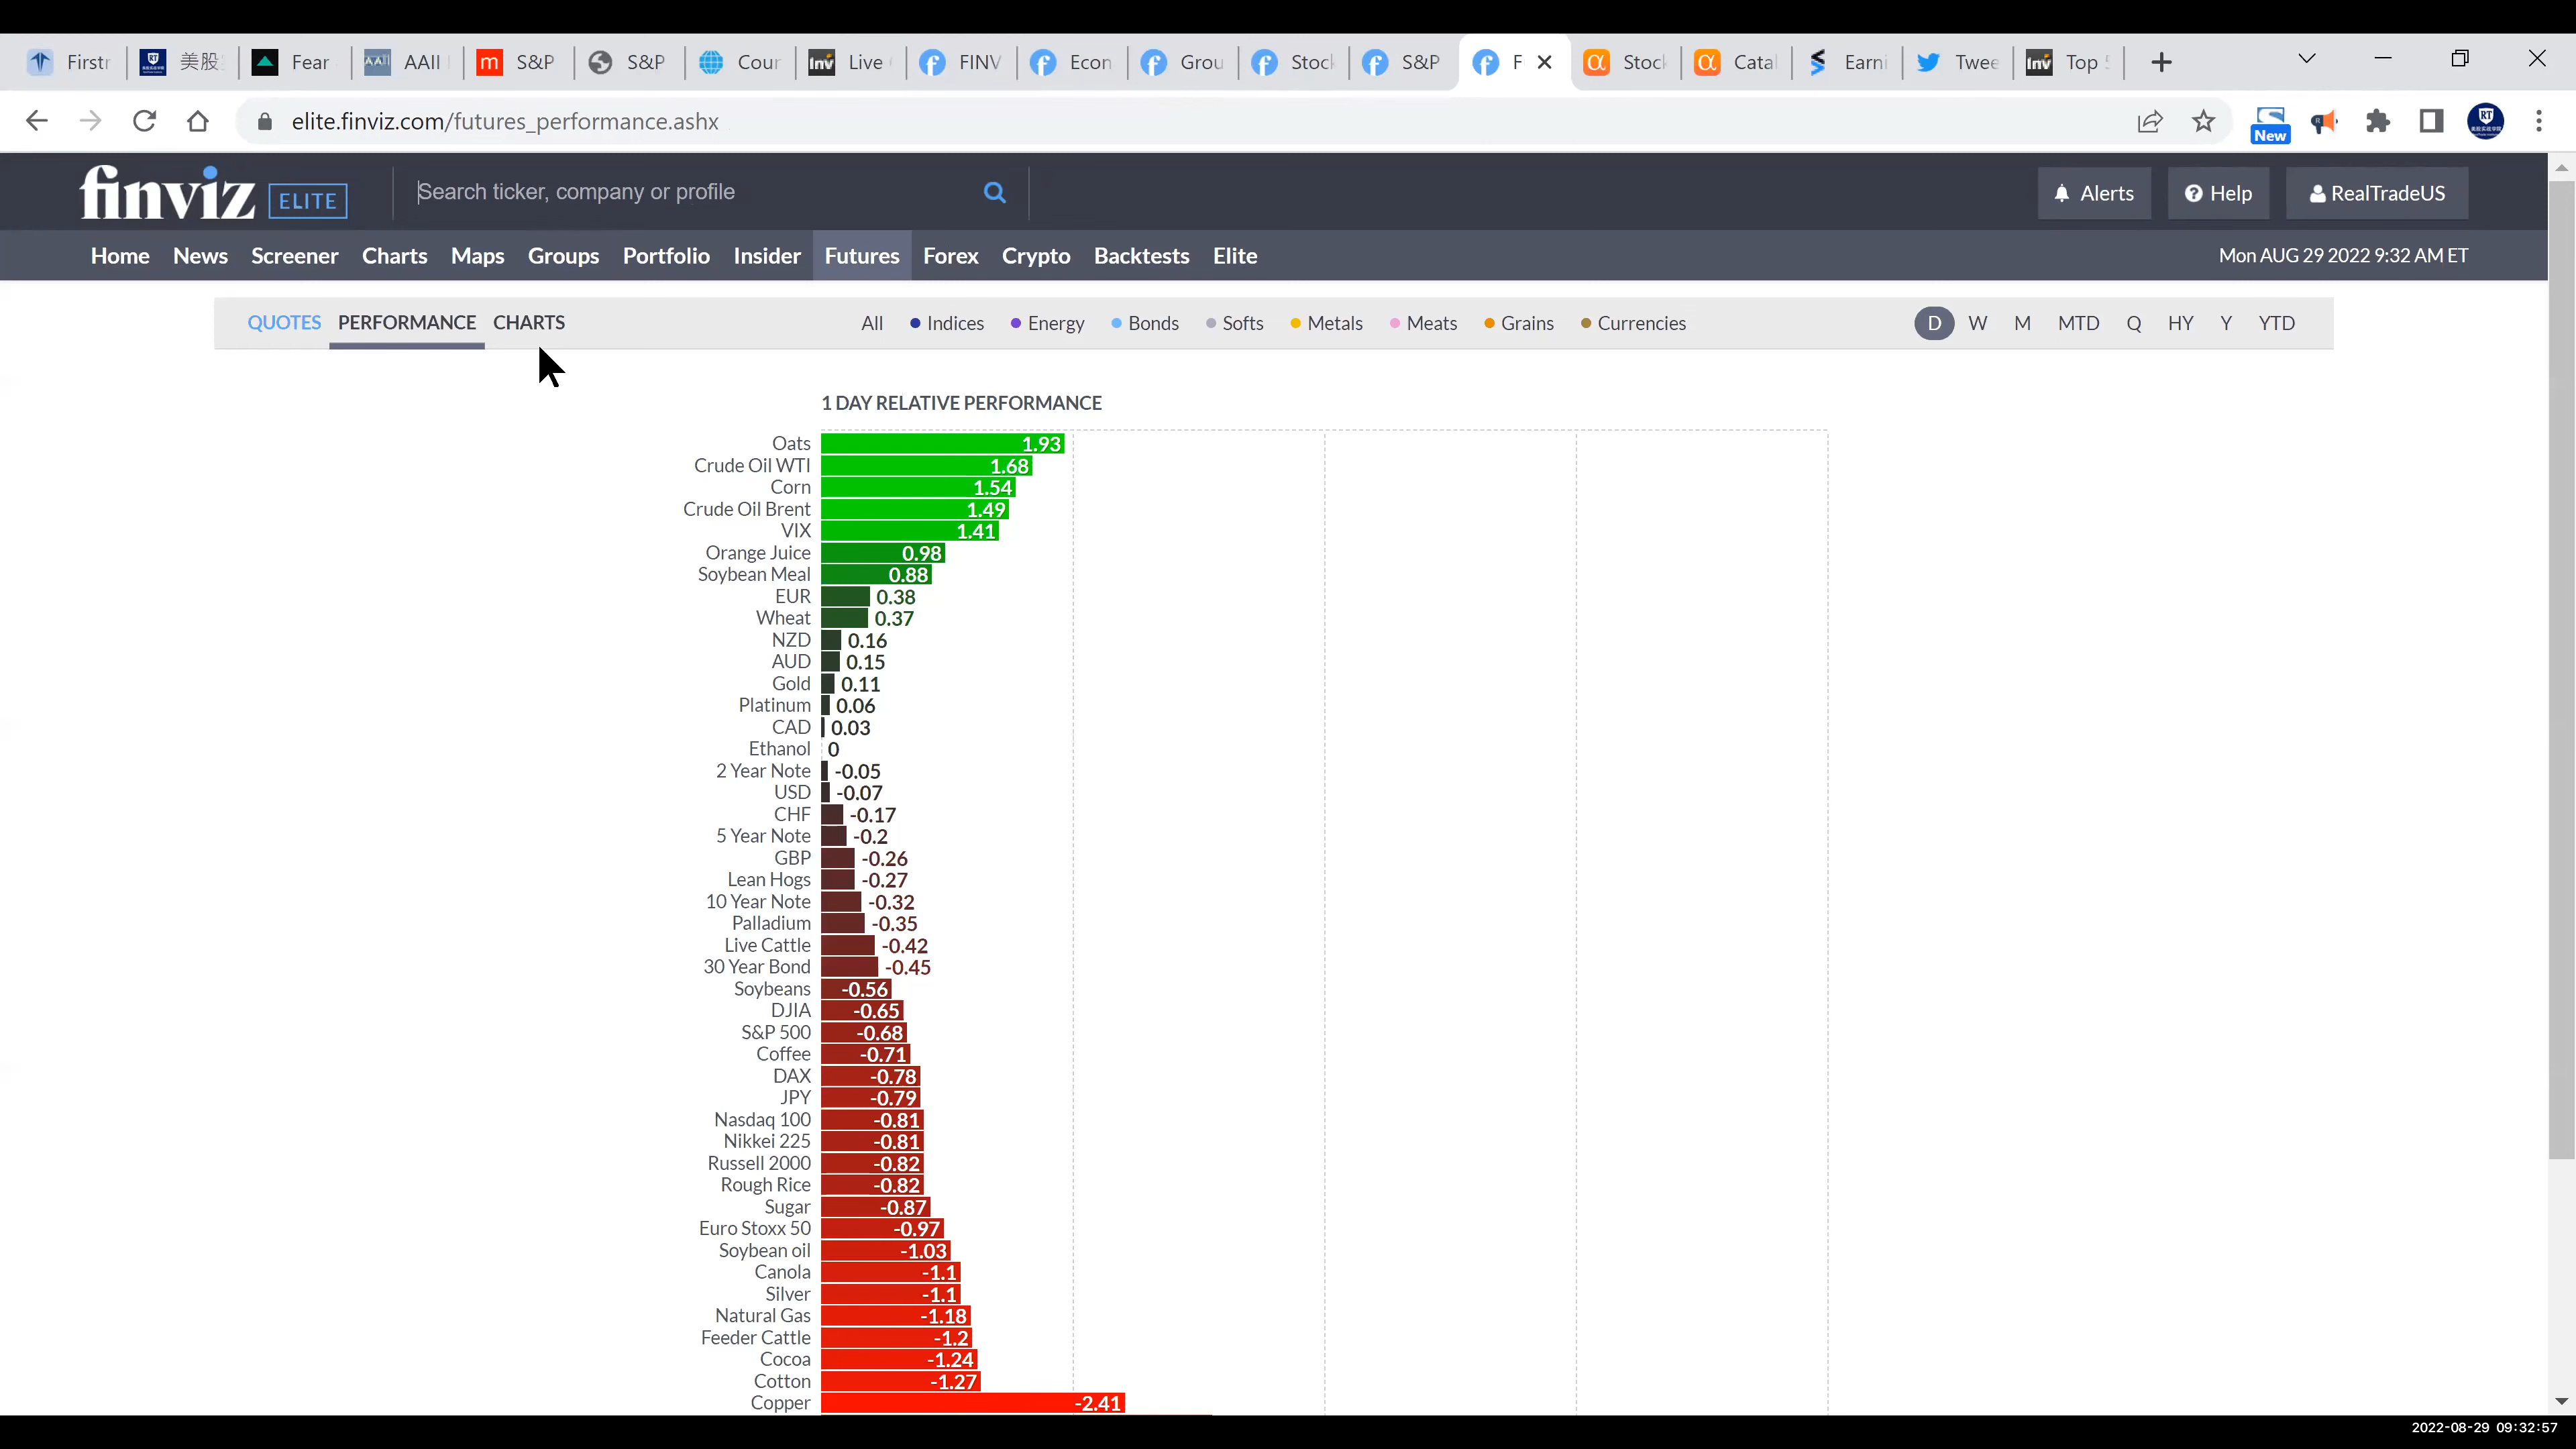 Firstr 美股 Fear AAII S&P S&P Cour Live FINV Econ Grou Stock S&P F Stock Catal Earni Twee Top 5
elite.finviz.com/futures_performance.ashx
New
finviz ELITE Search ticker, company or profile Alerts Help RealTradeUS
Home News Screener Charts Maps Groups Portfolio Insider Futures Forex Crypto Backtests Elite Mon AUG 29 2022 9:32 AM ET
QUOTES PERFORMANCE CHARTS All Indices Energy Bonds Softs Metals Meats Grains Currencies D W M MTD Q HY Y YTD
1 DAY RELATIVE PERFORMANCE
Oats 1.93
Crude Oil WTI 1.68
Corn 1.54
Crude Oil Brent 1.49
VIX 1.41
Orange Juice 0.98
Soybean Meal 0.88
EUR 0.38
Wheat 0.37
NZD 0.16
AUD 0.15
Gold 0.11
Platinum 0.06
CAD 0.03
Ethanol 0
2 Year Note -0.05
USD -0.07
CHF -0.17
5 Year Note -0.2
GBP -0.26
Lean Hogs -0.27
10 Year Note -0.32
Palladium -0.35
Live Cattle -0.42
30 Year Bond -0.45
Soybeans -0.56
DJIA -0.65
S&P 500 -0.68
Coffee -0.71
DAX -0.78
JPY -0.79
Nasdaq 100 -0.81
Nikkei 225 -0.81
Russell 2000 -0.82
Rough Rice -0.82
Sugar -0.87
Euro Stoxx 50 -0.97
Soybean oil -1.03
Canola -1.1
Silver -1.1
Natural Gas -1.18
Feeder Cattle -1.2
Cocoa -1.24
Cotton -1.27
Copper -2.41
2022-08-29 09:32:57